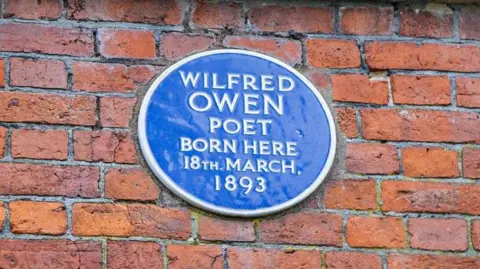 WILFRED
OWEN
POET
BORN HERE
18TH. MARCH,
1893